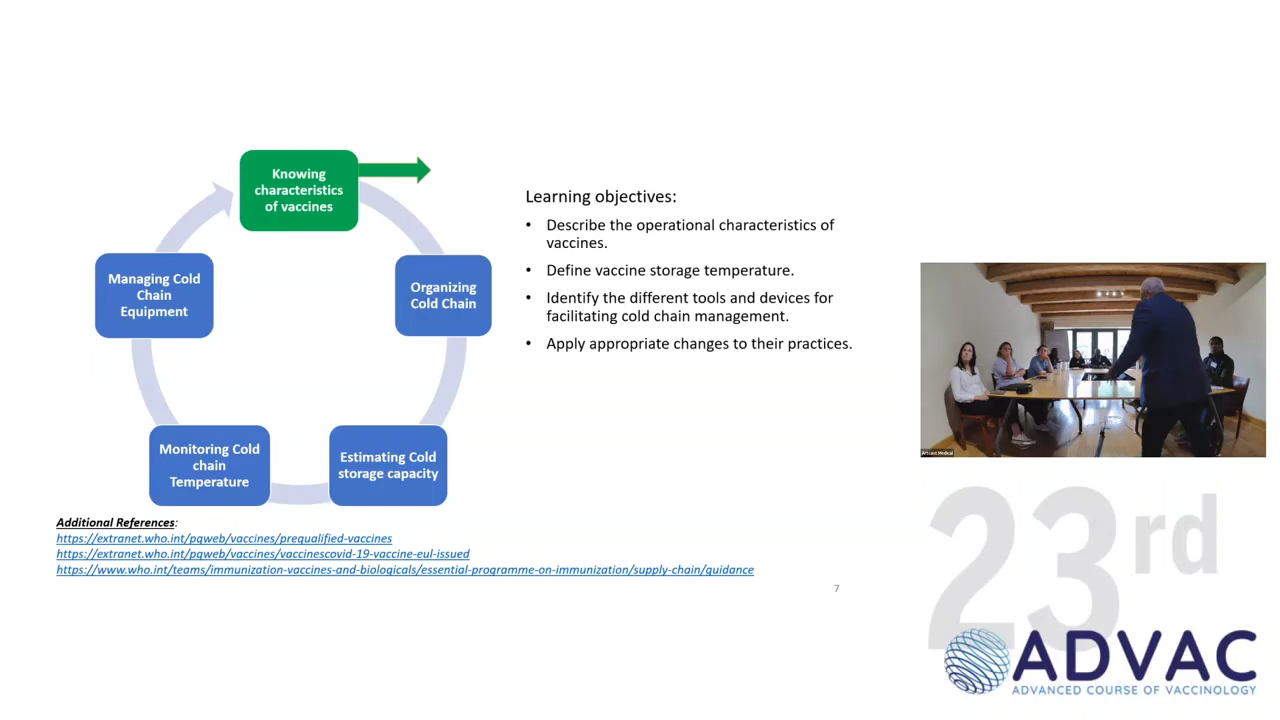 Knowing
characteristics
of vaccines
Managing Cold
Chain
Equipment
Organizing
Cold Chain
Monitoring Cold
chain
Temperature
Estimating Cold
storage capacity
Learning objectives:
• Describe the operational characteristics of
vaccines.
• Define vaccine storage temperature.
• Identify the different tools and devices for
facilitating cold chain management.
• Apply appropriate changes to their practices.
Additional References:
https://extranet.who.int/pqweb/vaccines/prequalified-vaccines
https://extranet.who.int/pqweb/vaccines/vaccinescovid-19-vaccine-eul-issued
https://www.who.int/teams/immunization-vaccines-and-biologicals/essential-programme-on-immunization/supply-chain/guidance
7
Artcast Medical
23rd
ADVAC
ADVANCED COURSE OF VACCINOLOGY